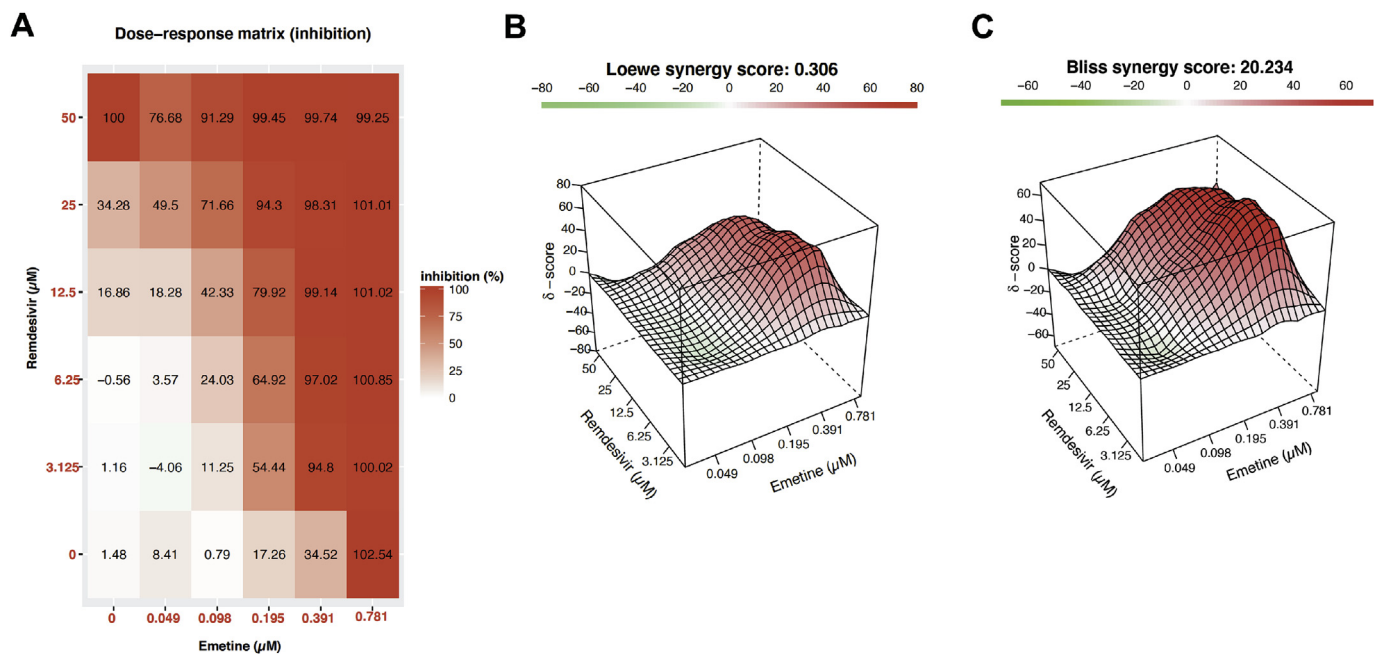 A
Dose−response matrix (inhibition)
50 100 76.68 91.29 99.45 99.74 99.25
25 34.28 49.5 71.66 94.3 98.31 101.01
12.5 16.86 18.28 42.33 79.92 99.14 101.02
6.25 −0.56 3.57 24.03 64.92 97.02 100.85
3.125 1.16 −4.06 11.25 54.44 94.8 100.02
0 1.48 8.41 0.79 17.26 34.52 102.54
0 0.049 0.098 0.195 0.391 0.781
Remdesivir (µM)
Emetine (µM)
inhibition (%)
100
75
50
25
0
B
Loewe synergy score: 0.306
−80 −40 −20 0 20 40 60 80
80
60
40
20
0
−20
−40
−60
−80
δ −score
50
25
12.5
6.25
3.125
Remdesivir (µM)
0.049
0.098
0.195
0.391
0.781
Emetine (µM)
C
Bliss synergy score: 20.234
−60 −40 −20 0 20 40 60
60
40
20
0
−20
−40
−60
δ −score
50
25
12.5
6.25
3.125
Remdesivir (µM)
0.049
0.098
0.195
0.391
0.781
Emetine (µM)